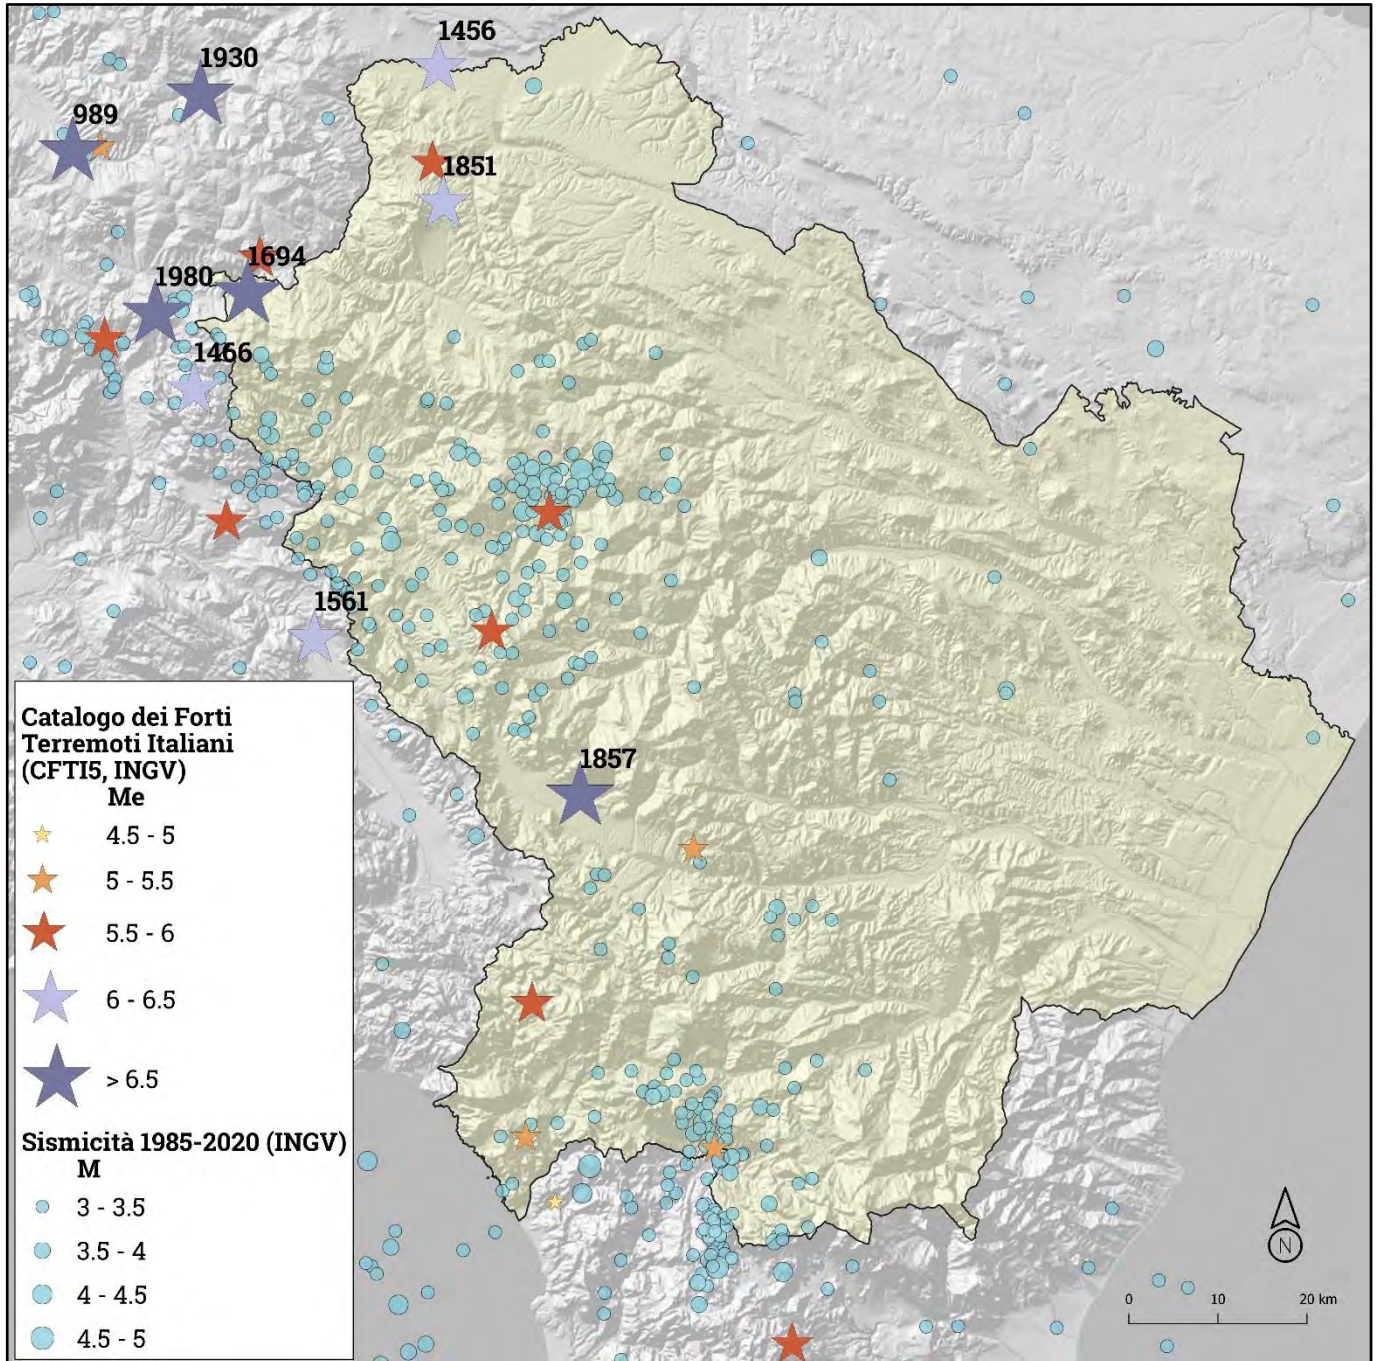 1456
1930
989
1851
1694
1980
1466
1561
1857
Catalogo dei Forti
Terremoti Italiani
(CFTI5, INGV)
Me
4.5 - 5
5 - 5.5
5.5 - 6
6 - 6.5
> 6.5
Sismicità 1985-2020 (INGV)
M
3 - 3.5
3.5 - 4
4 - 4.5
4.5 - 5
N
0 10 20 km